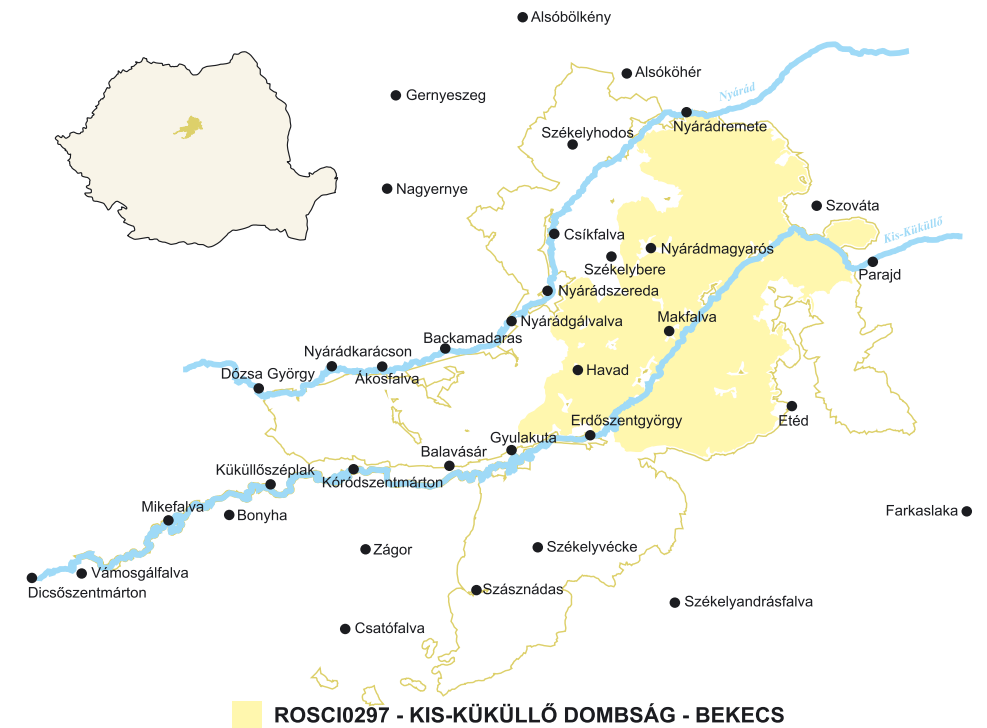 Alsóbölkény
Alsóköhér
Gernyeszeg
Nyárád
Nyárádremete
Székelyhodos
Nagyernye
Szováta
Kis-Küküllő
Csíkfalva
Nyárádmagyarós
Székelybere
Parajd
Nyárádszereda
Makfalva
Nyárádgálvalva
Backamadaras
Nyárádkarácson
Dózsa György
Ákosfalva
Havad
Etéd
Erdőszentgyörgy
Gyulakuta
Balavásár
Küküllőszéplak
Kóródszentmárton
Mikefalva
Bonyha
Farkaslaka
Zágor
Székelyvécke
Vámosgálfalva
Dicsőszentmárton
Szásznádas
Székelyandrásfalva
Csatófalva
ROSCI0297 - KIS-KÜKÜLLŐ DOMBSÁG - BEKECS